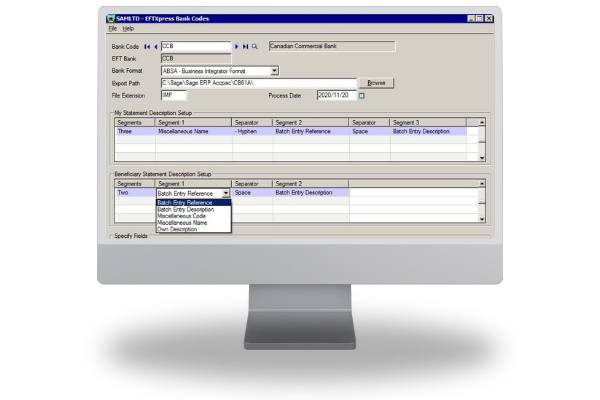 SAMLTD - EFTXpress Bank Codes
File Help
Bank Code CCB Canadian Commercial Bank
EFT Bank CCB
Bank Format ABSA - Business Integrator Format
Export Path C:\Sage\Sage ERP Accpac\CB61A\ Browse
File Extension IMP Process Date 2020/11/20
My Statement Description Setup
Segments Segment 1 Separator Segment 2 Separator Segment 3
Three Miscellaneous Name - Hyphen Batch Entry Reference Space Batch Entry Description
Beneficiary Statement Description Setup
Segments Segment 1 Separator Segment 2
Two Batch Entry Reference Space Batch Entry Description
Batch Entry Reference
Batch Entry Description
Miscellaneous Code
Miscellaneous Name
Own Description
Specify Fields